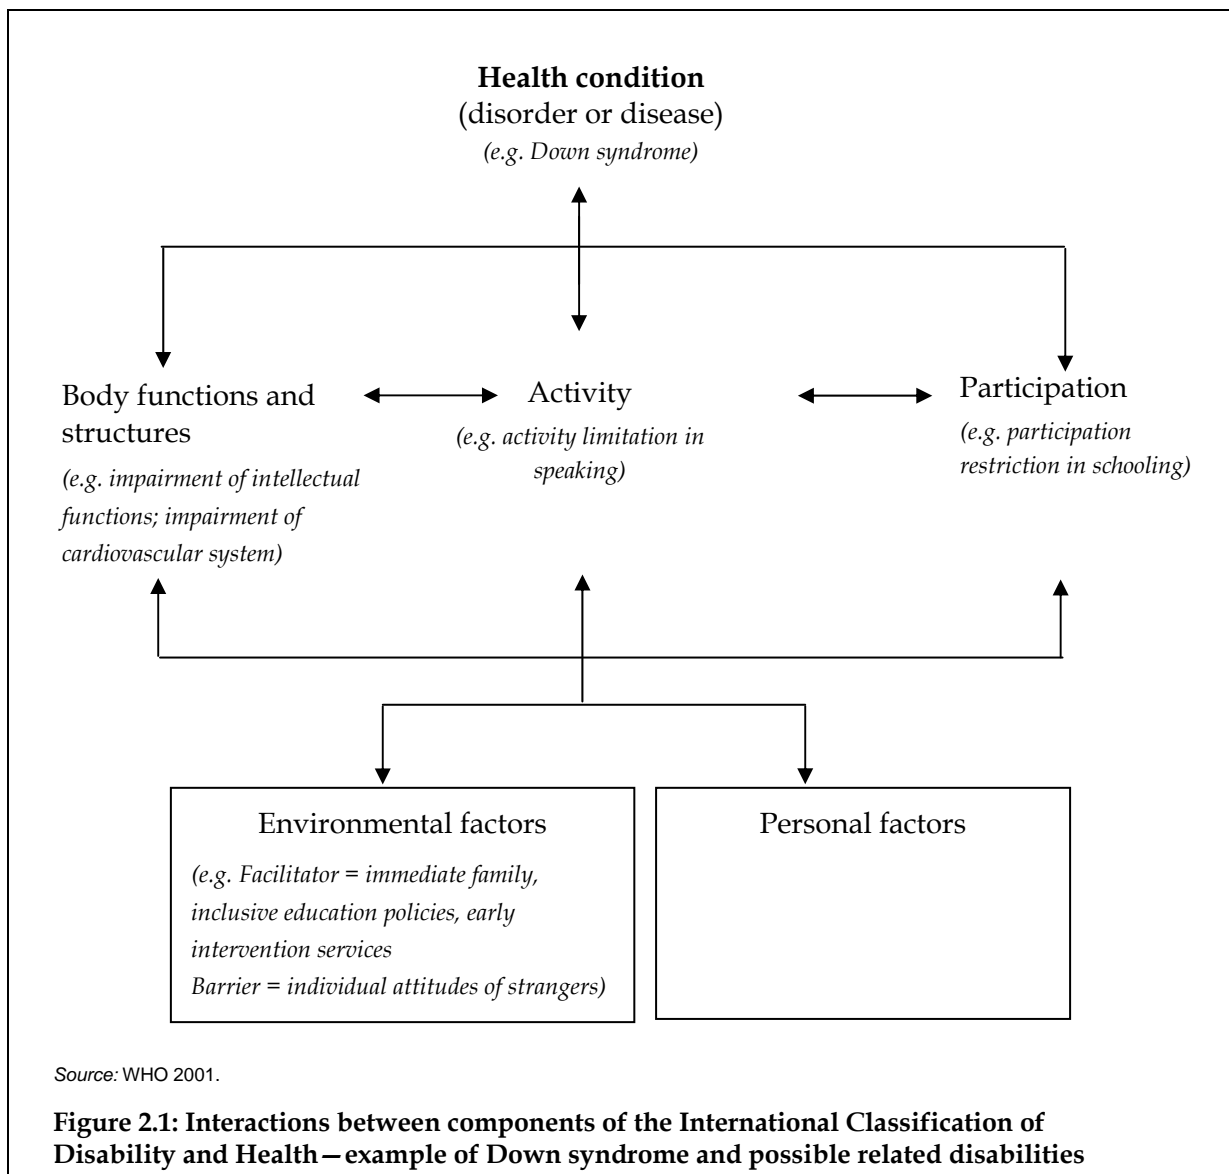 Health condition
(disorder or disease)
(e.g. Down syndrome)
Body functions and
structures
(e.g. impairment of intellectual
functions; impairment of
cardiovascular system)
Activity
(e.g. activity limitation in
speaking)
Participation
(e.g. participation
restriction in schooling)
Environmental factors
(e.g. Facilitator = immediate family,
inclusive education policies, early
intervention services
Barrier = individual attitudes of strangers)
Personal factors
Source: WHO 2001.
Figure 2.1: Interactions between components of the International Classification of
Disability and Health—example of Down syndrome and possible related disabilities